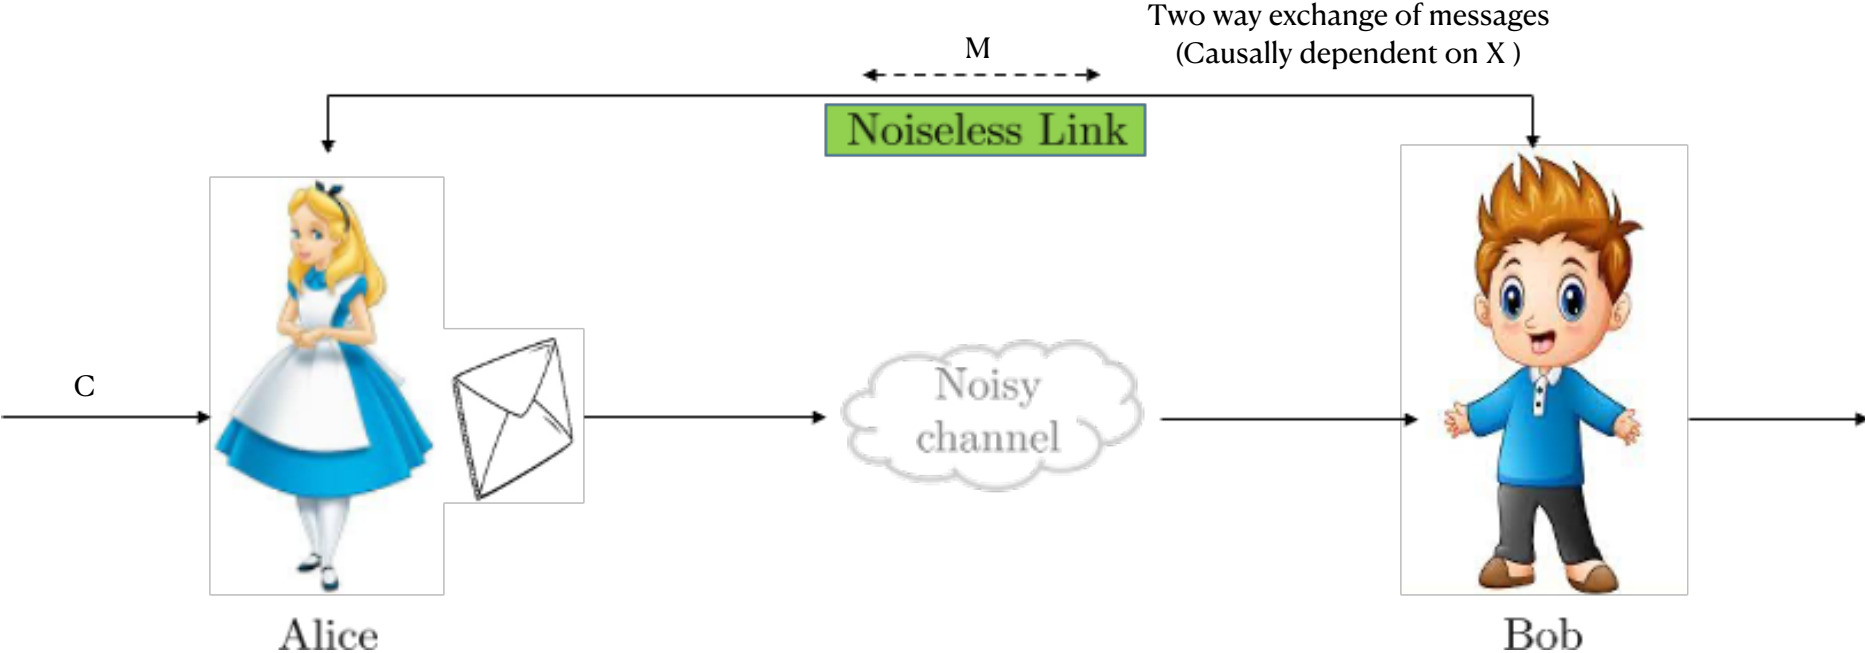 Two way exchange of messages
(Causally dependent on X )
M
Noiseless Link
C
Noisy
channel
Alice
Bob